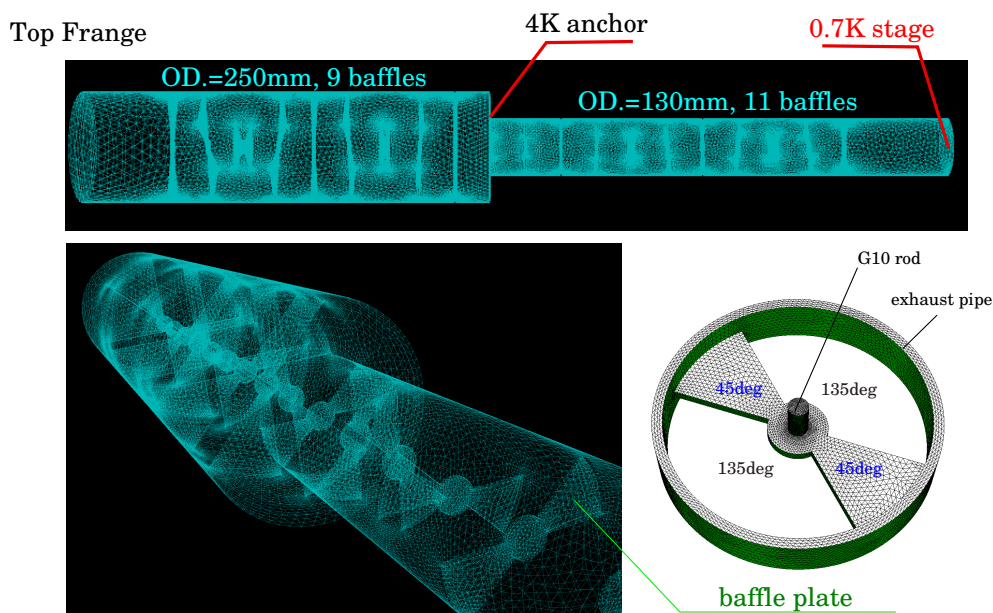 Top Frange
4K anchor
0.7K stage
OD.=250mm, 9 baffles
OD.=130mm, 11 baffles
G10 rod
exhaust pipe
45deg
135deg
135deg
45deg
baffle plate